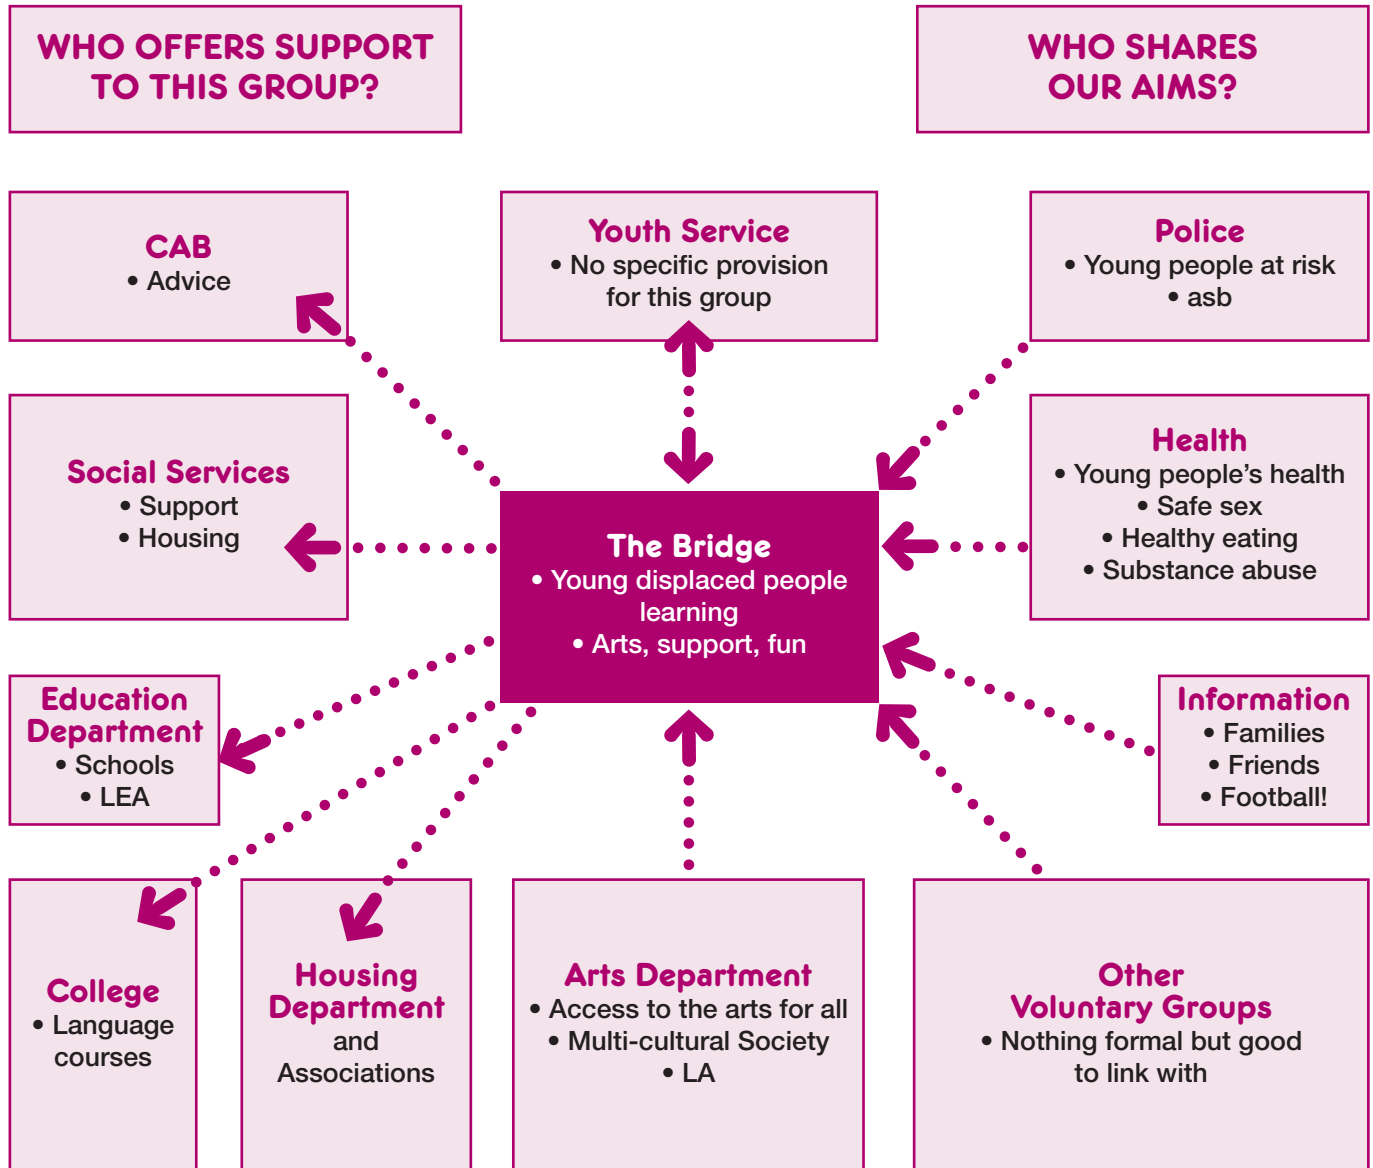 WHO OFFERS SUPPORT
TO THIS GROUP?
WHO SHARES
OUR AIMS?
CAB
• Advice
Youth Service
• No specific provision
for this group
Police
• Young people at risk
• asb
Social Services
• Support
• Housing
Health
• Young people's health
• Safe sex
• Healthy eating
• Substance abuse
The Bridge
• Young displaced people
learning
• Arts, support, fun
Education
Department
• Schools
• LEA
Information
• Families
• Friends
• Football!
College
• Language
courses
Housing
Department
and
Associations
Arts Department
• Access to the arts for all
• Multi-cultural Society
• LA
Other
Voluntary Groups
• Nothing formal but good
to link with